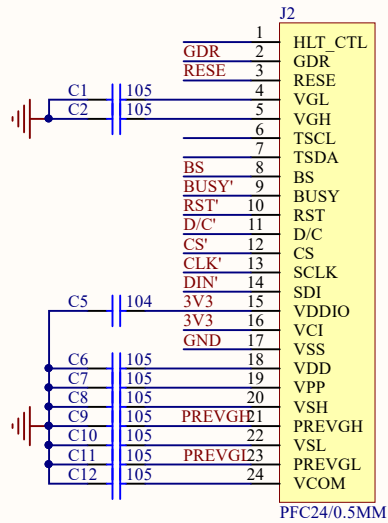 J2
1 HLT_CTL
GDR 2 GDR
RESE 3 RESE
C1 105 4 VGL
C2 105 5 VGH
6 TSCL
7 TSDA
BS 8 BS
BUSY' 9 BUSY
RST' 10 RST
D/C' 11 D/C
CS' 12 CS
CLK' 13 SCLK
DIN' 14 SDI
C5 104 3V3 15 VDDIO
3V3 16 VCI
GND 17 VSS
C6 105 18 VDD
C7 105 19 VPP
C8 105 20 VSH
C9 105 PREVGH 21 PREVGH
C10 105 22 VSL
C11 105 PREVGL 23 PREVGL
C12 105 24 VCOM
PFC24/0.5MM